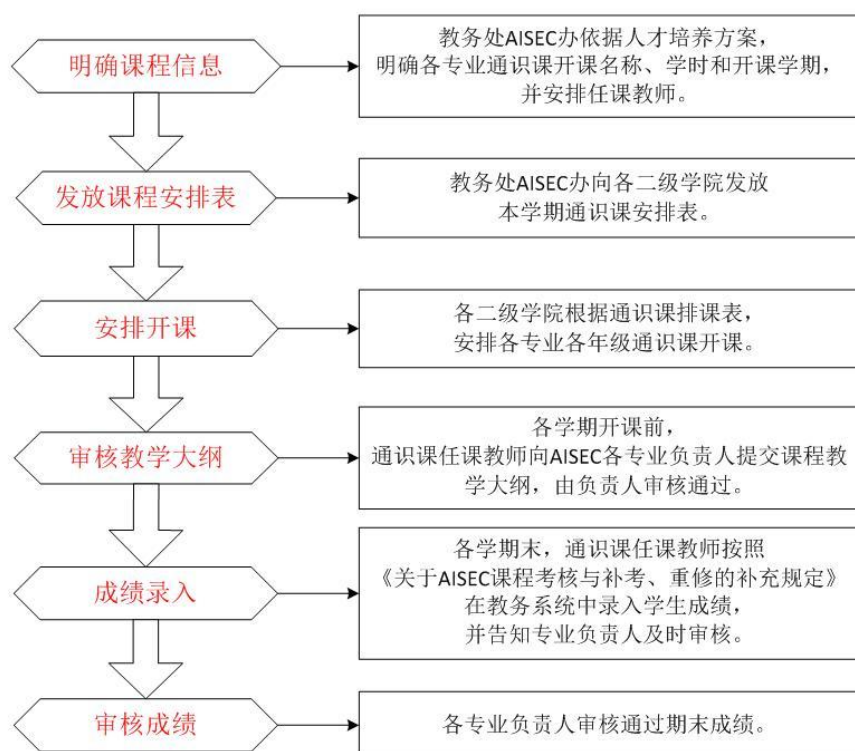 明确课程信息
教务处AISEC办依据人才培养方案，
明确各专业通识课开课名称、学时和开课学期，
并安排任课教师。
发放课程安排表
教务处AISEC办向各二级学院发放
本学期通识课安排表。
安排开课
各二级学院根据通识课排课表，
安排各专业各年级通识课开课。
审核教学大纲
各学期开课前，
通识课任课教师向AISEC各专业负责人提交课程教
学大纲，由负责人审核通过。
成绩录入
各学期末，通识课任课教师按照
《关于AISEC课程考核与补考、重修的补充规定》
在教务系统中录入学生成绩，
并告知专业负责人及时审核。
审核成绩
各专业负责人审核通过期末成绩。